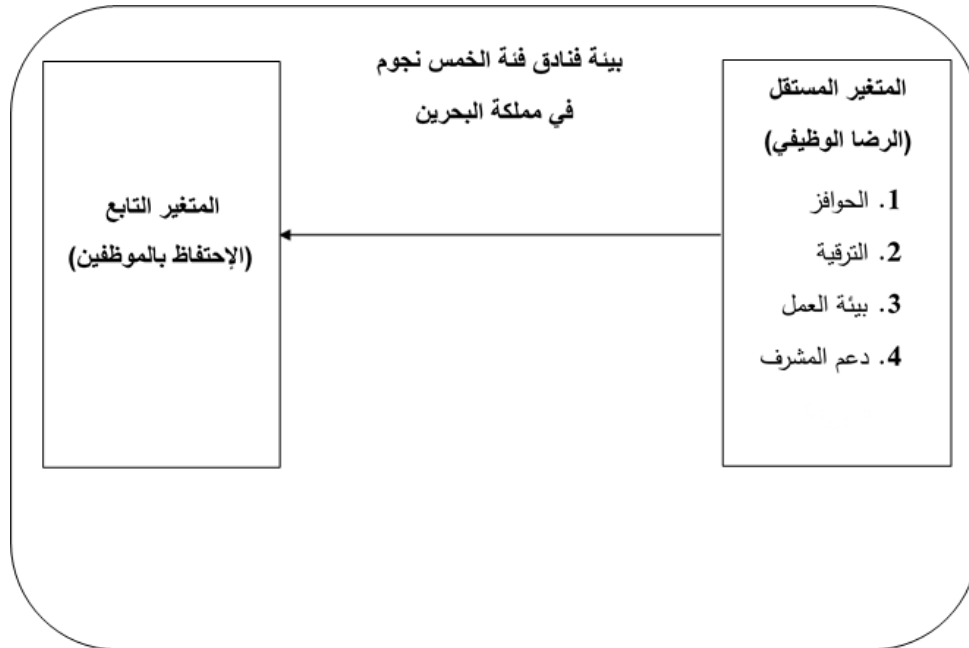 بيئة فنادق فئة الخمس نجوم
في مملكة البحرين
المتغير المستقل
(الرضا الوظيفي)
1. الحوافز
2. الترقية
3. بيئة العمل
4. دعم المشرف
المتغير التابع
(الإحتفاظ بالموظفين)